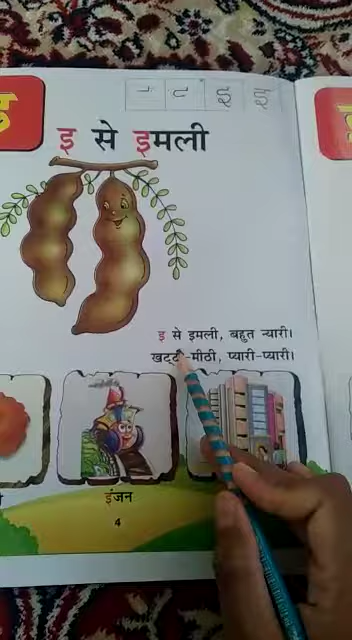 इ
इ से इमली
इ से इमली, बहुत न्यारी।
खट्टी-मीठी, प्यारी-प्यारी।
इंजन
4